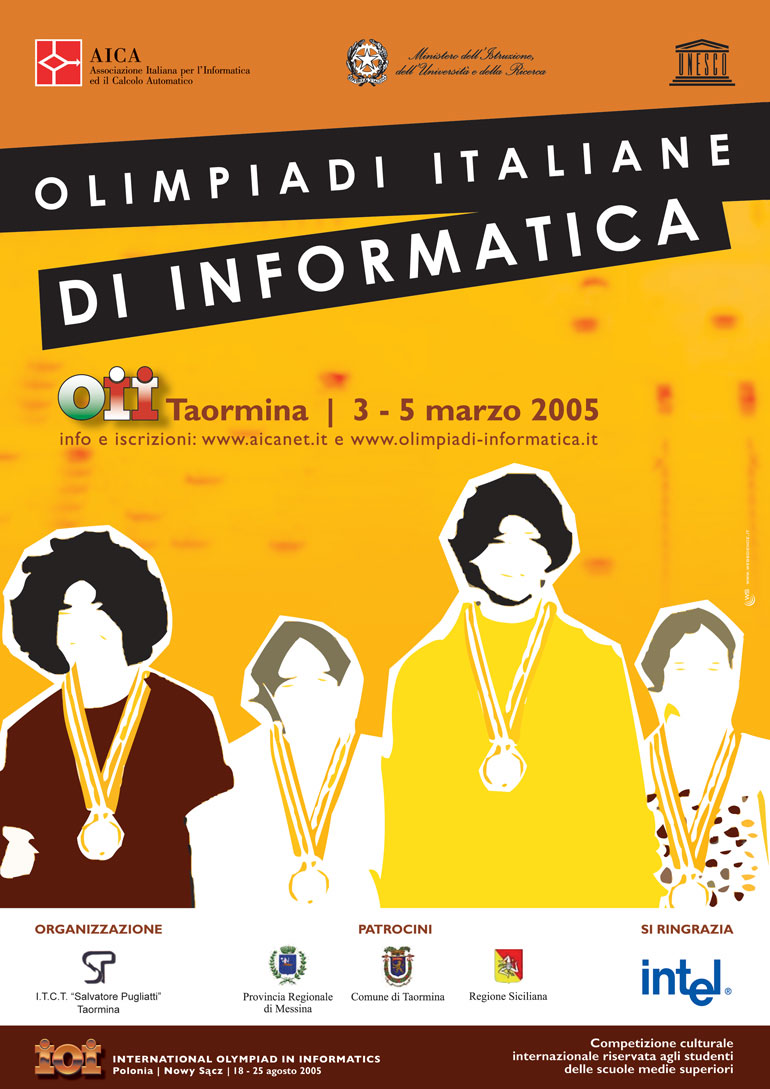 AICA
Associazione Italiana per l'Informatica
ed il Calcolo Automatico
Ministero dell'Istruzione,
dell'Università e della Ricerca
UNESCO
OLIMPIADI ITALIANE
DI INFORMATICA
oii Taormina | 3 - 5 marzo 2005
info e iscrizioni: www.aicanet.it e www.olimpiadi-informatica.it
ORGANIZZAZIONE
I.T.C.T. “Salvatore Pugliatti”
Taormina
PATROCINI
Provincia Regionale
di Messina
Comune di Taormina
Regione Siciliana
SI RINGRAZIA
intel®
ioi
INTERNATIONAL OLYMPIAD IN INFORMATICS
Polonia | Nowy Sącz | 18 - 25 agosto 2005
Competizione culturale
internazionale riservata agli studenti
delle scuole medie superiori